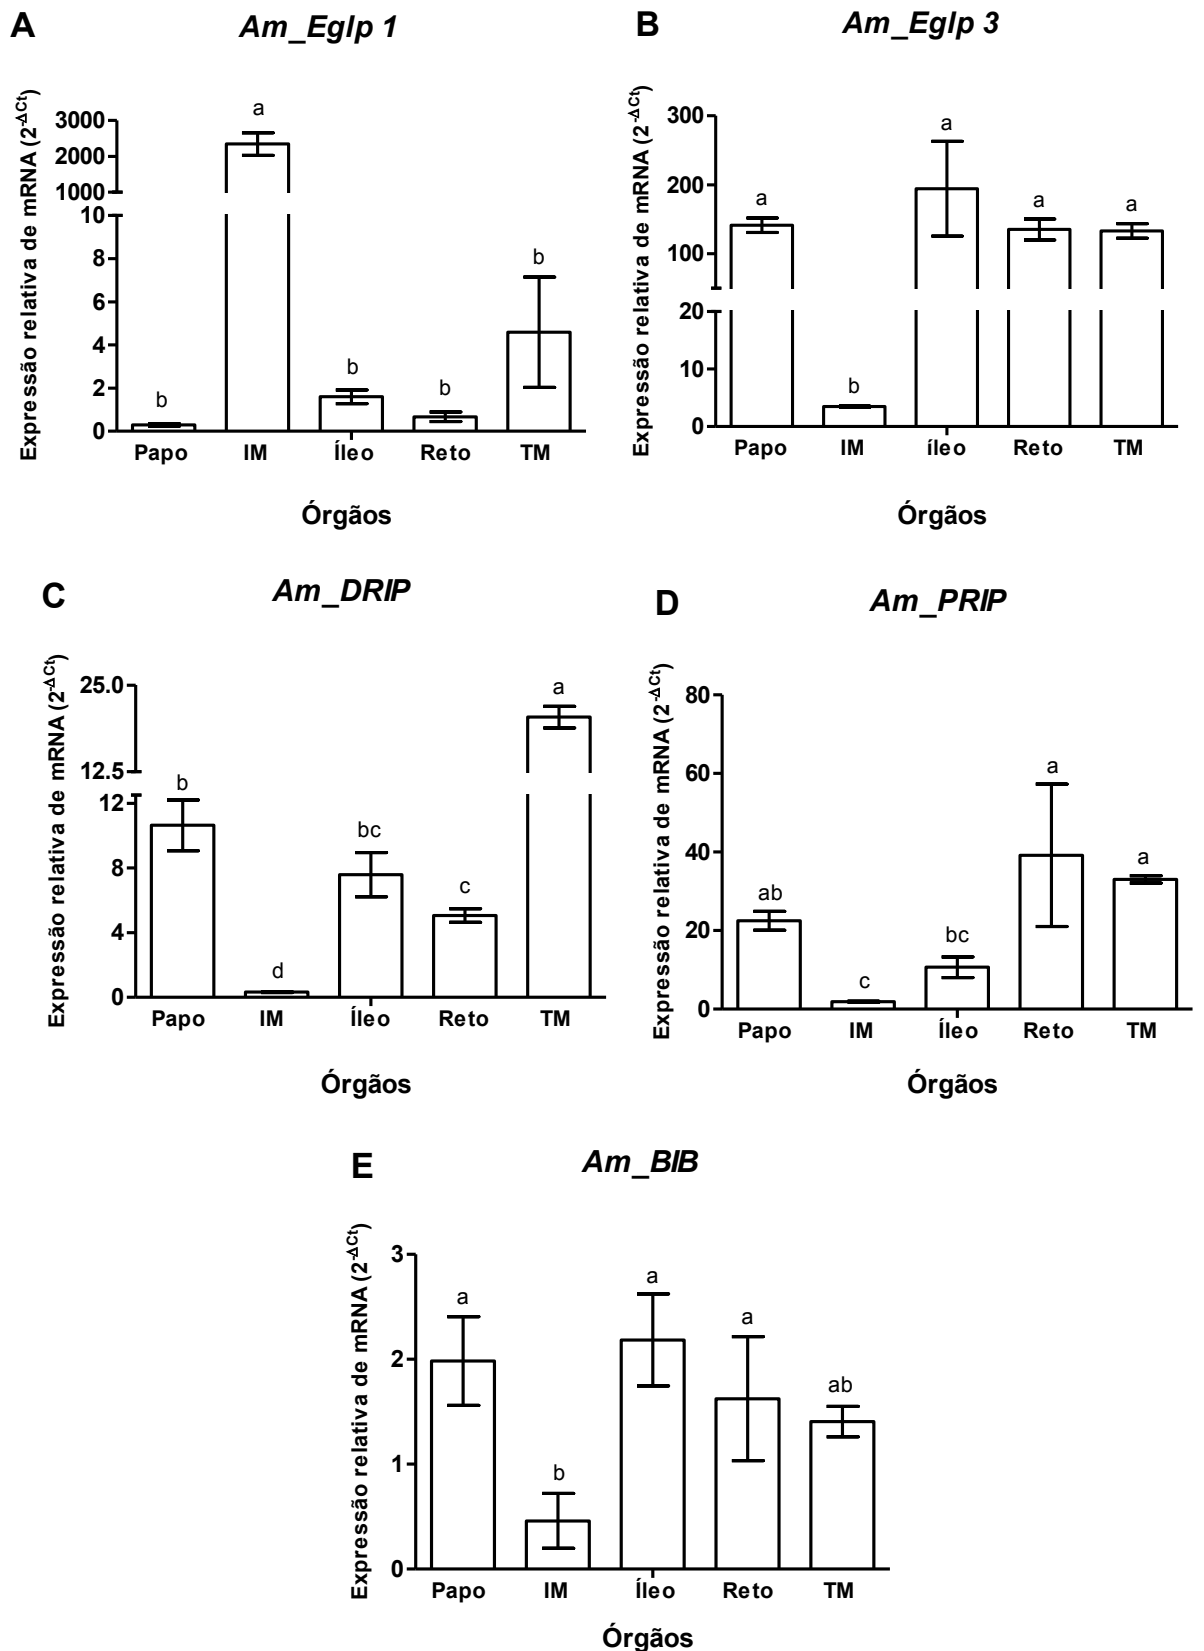 A
Am_Eglp 1
Expressão relativa de mRNA (2-ΔCt)
3000
2000
1000
10
8
6
4
2
0
a
b
b
b
b
Papo IM Íleo Reto TM
Órgãos
B
Am_Eglp 3
Expressão relativa de mRNA (2-ΔCt)
300
200
100
20
10
0
a
a
a
a
b
Papo IM íleo Reto TM
Órgãos
C
Am_DRIP
Expressão relativa de mRNA (2-ΔCt)
25.0
12.5
12
8
4
0
b
d
bc
c
a
Papo IM Íleo Reto TM
Órgãos
D
Am_PRIP
Expressão relativa de mRNA (2-ΔCt)
80
60
40
20
0
ab
c
bc
a
a
Papo IM Íleo Reto TM
Órgãos
E
Am_BIB
Expressão relativa de mRNA (2-ΔCt)
3
2
1
0
a
b
a
a
ab
Papo IM Íleo Reto TM
Órgãos